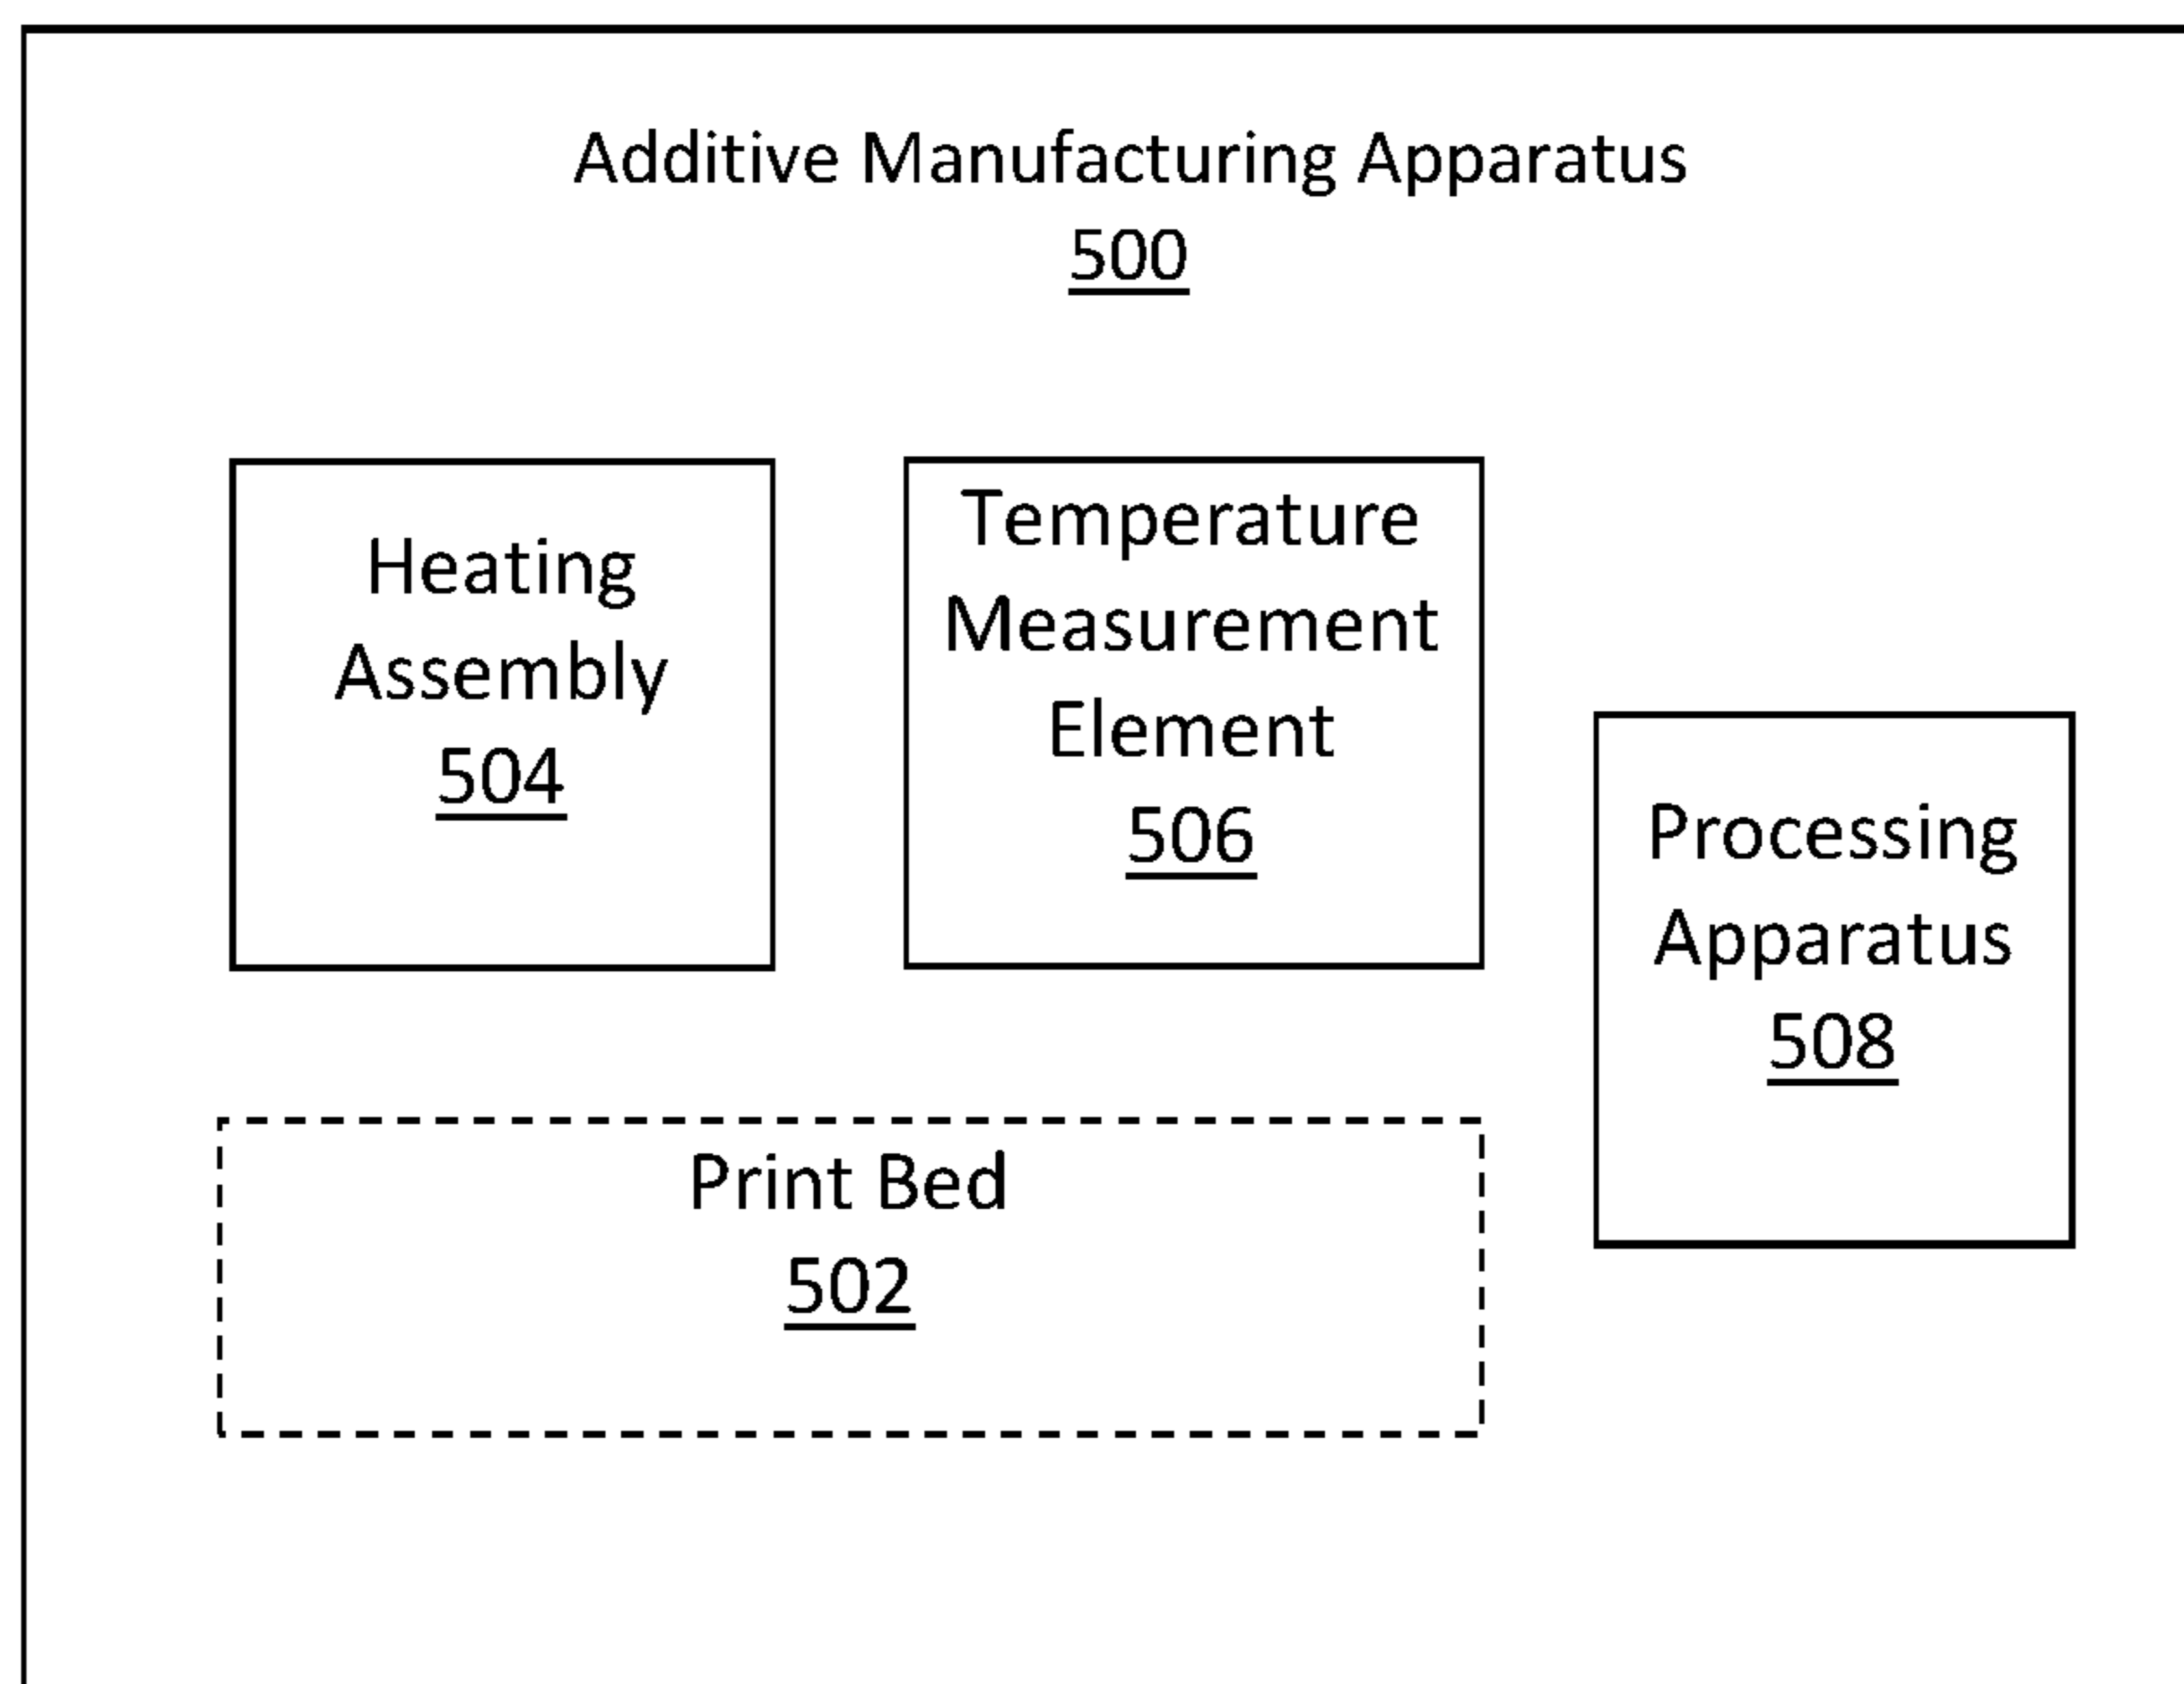 Additive Manufacturing Apparatus
500
Heating
Assembly
504
Temperature
Measurement
Element
506
Processing
Apparatus
508
Print Bed
502